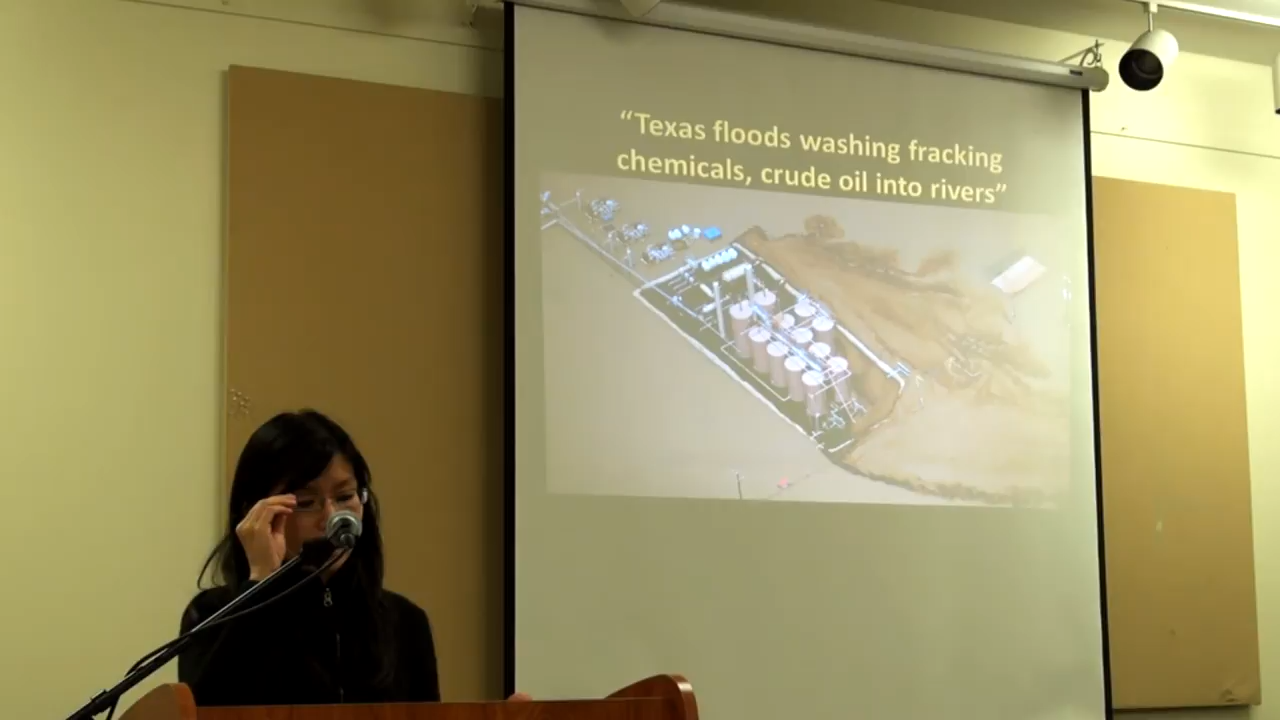 “Texas floods washing fracking
chemicals, crude oil into rivers”